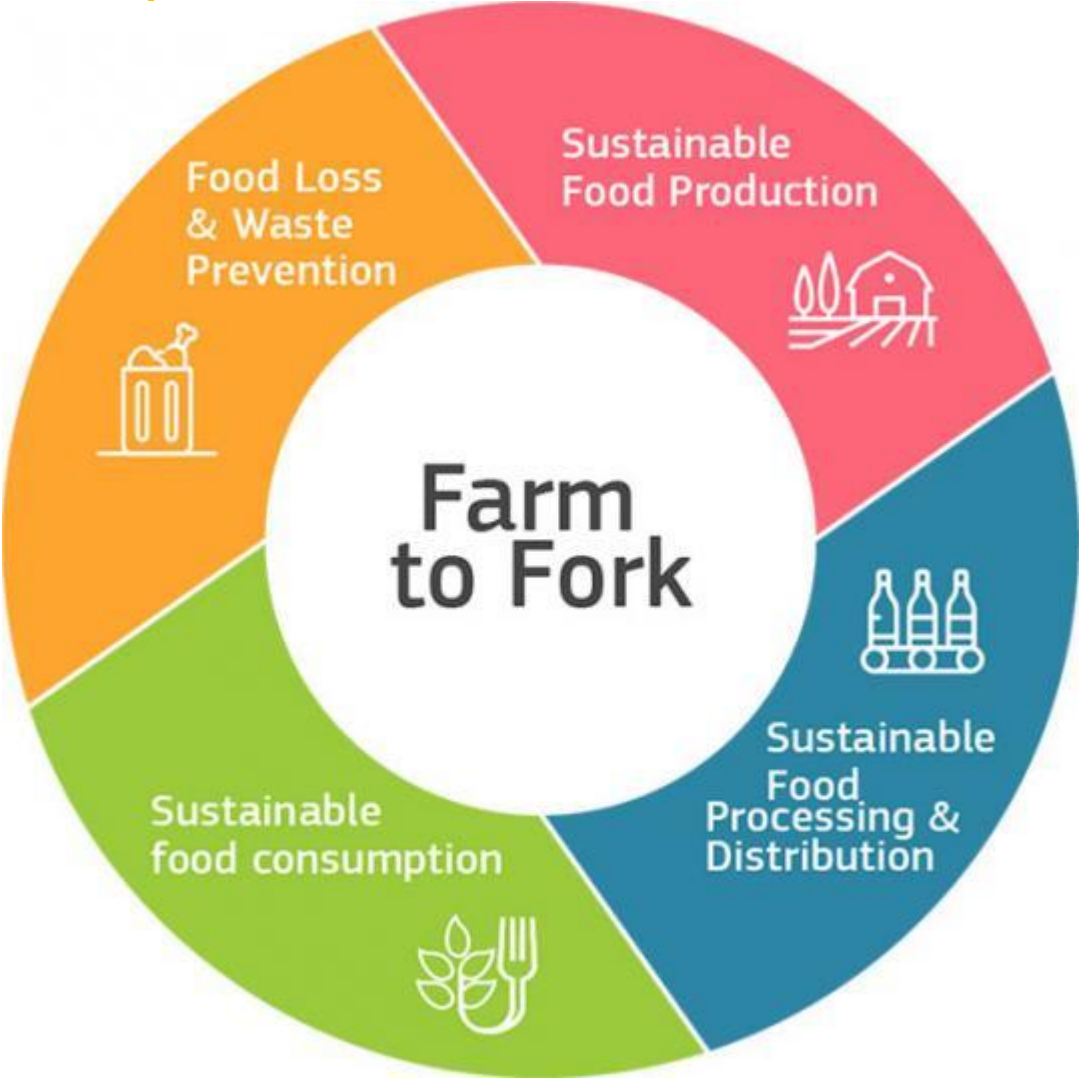 Food Loss
& Waste
Prevention
Sustainable
Food Production
Farm
to Fork
Sustainable
Food
Processing &
Distribution
Sustainable
food consumption